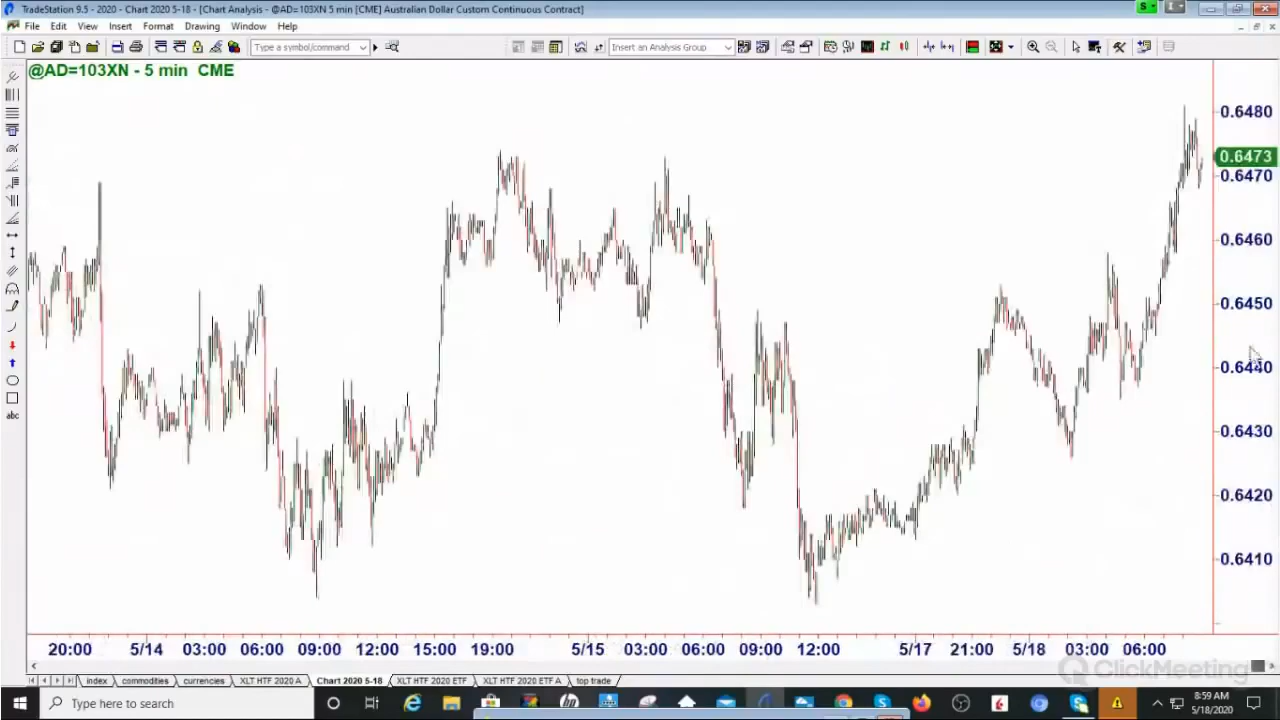 TradeStation 9.5 - 2020 - Chart 2020 5-18 - [Chart Analysis - @AD=103XN 5 min [CME] Australian Dollar Custom Continuous Contract]
File Edit View Insert Format Drawing Window Help
Type a symbol/command
Insert an Analysis Group
@AD=103XN - 5 min CME
0.6480
0.6473
0.6470
0.6460
0.6450
0.6440
0.6430
0.6420
0.6410
abc
20:00 5/14 03:00 06:00 09:00 12:00 15:00 19:00 5/15 03:00 06:00 09:00 12:00 5/17 21:00 5/18 03:00 06:00
ClickMeeting
index commodities currencies XLT HTF 2020 A Chart 2020 5-18 XLT HTF 2020 ETF XLT HTF 2020 ETF A top trade
Type here to search
8:59 AM
5/18/2020